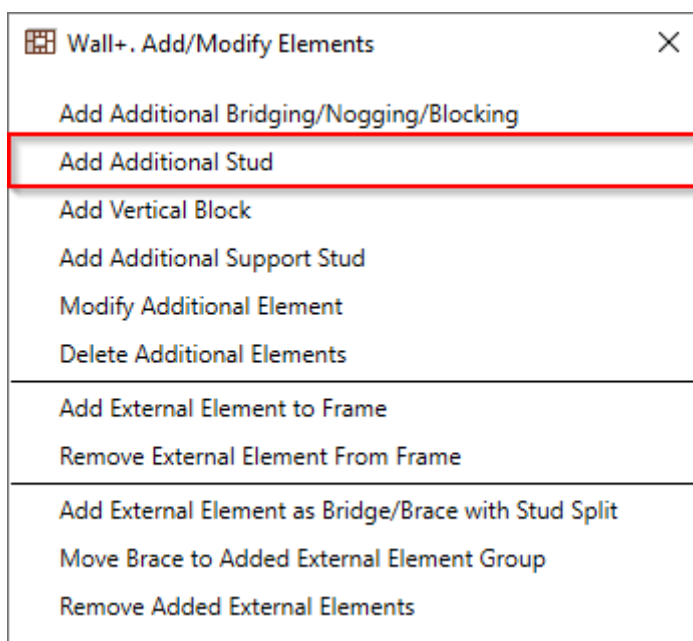 Wall+. Add/Modify Elements
Add Additional Bridging/Nogging/Blocking
Add Additional Stud
Add Vertical Block
Add Additional Support Stud
Modify Additional Element
Delete Additional Elements
Add External Element to Frame
Remove External Element From Frame
Add External Element as Bridge/Brace with Stud Split
Move Brace to Added External Element Group
Remove Added External Elements